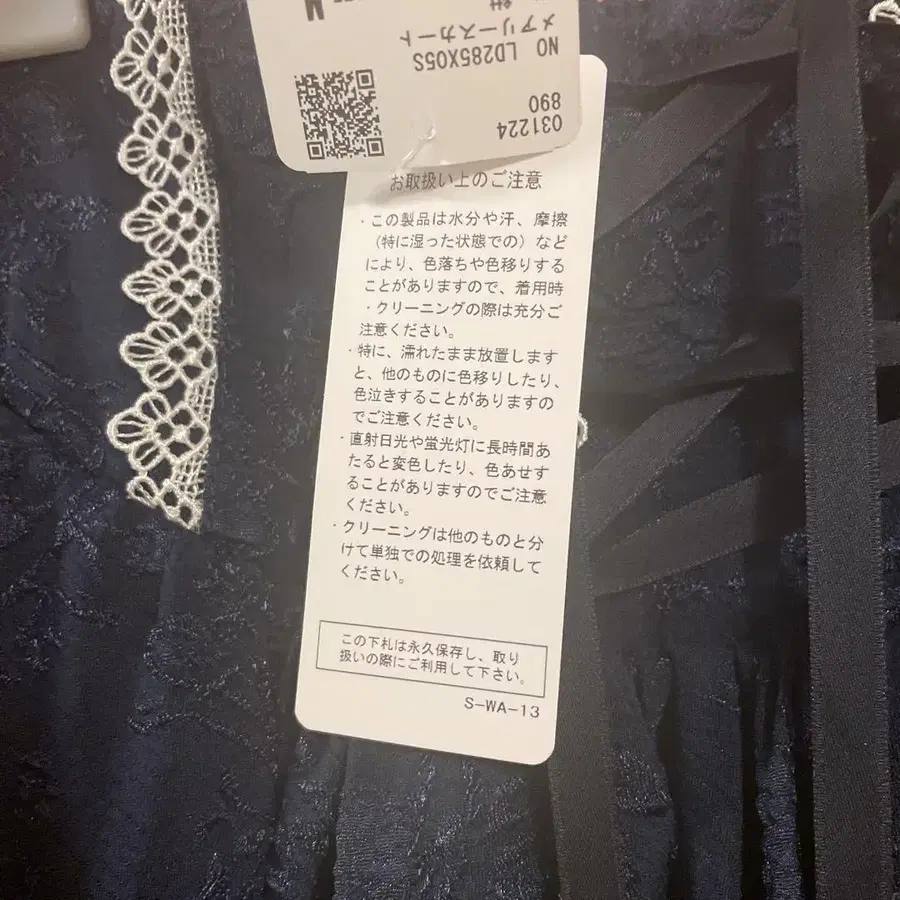 M
メアリースカート
NO LD285X05S
031224
890
お取扱い上のご注意
・この製品は水分や汗、摩擦
（特に湿った状態での）など
により、色落ちや色移りする
ことがありますので、着用時
・クリーニングの際は充分ご
注意ください。
・特に、濡れたまま放置します
と、他のものに色移りしたり、
色泣きすることがありますの
でご注意ください。
・直射日光や蛍光灯に長時間あ
たると変色したり、色あせす
ることがありますのでご注意
ください。
・クリーニングは他のものと分
けて単独での処理を依頼して
ください。
この下札は永久保存し、取り
扱いの際にご利用して下さい。
S-WA-13